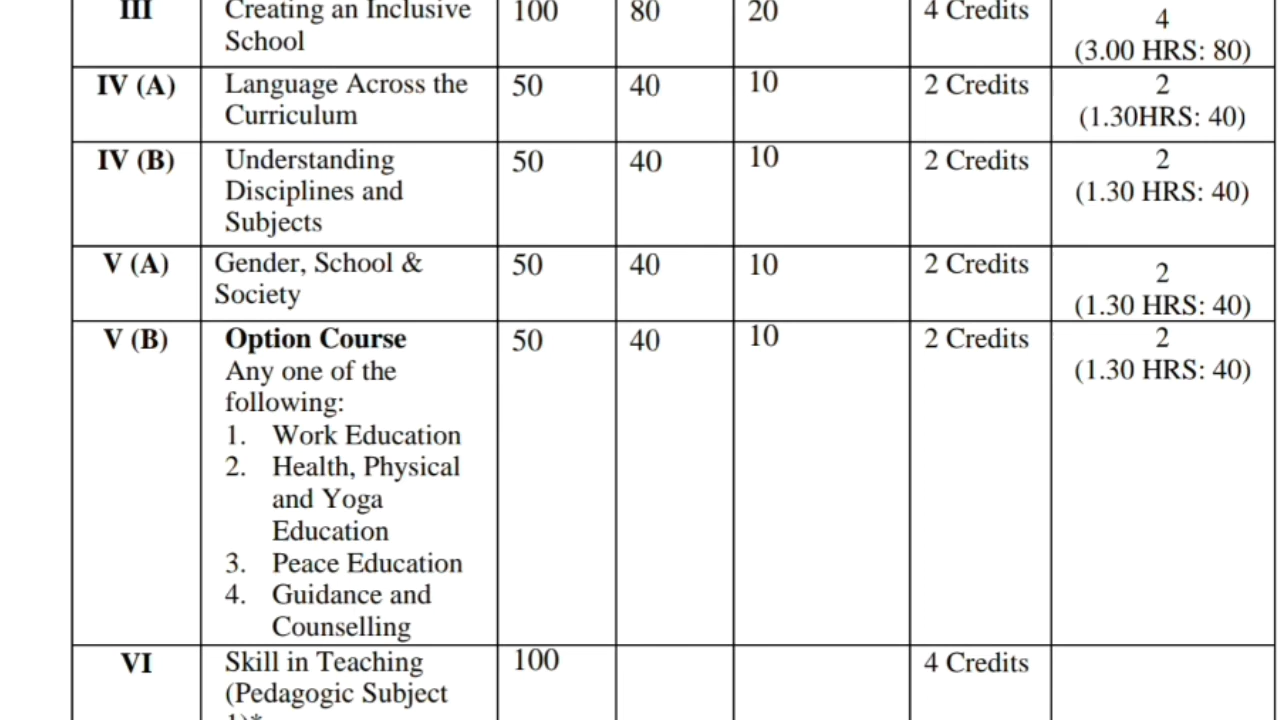 III Creating an Inclusive 100 80 20 4 Credits 4
School (3.00 HRS: 80)
IV (A) Language Across the 50 40 10 2 Credits 2
Curriculum (1.30HRS: 40)
IV (B) Understanding 50 40 10 2 Credits 2
Disciplines and (1.30 HRS: 40)
Subjects
V (A) Gender, School & 50 40 10 2 Credits 2
Society (1.30 HRS: 40)
V (B) Option Course 50 40 10 2 Credits 2
Any one of the (1.30 HRS: 40)
following:
1. Work Education
2. Health, Physical
and Yoga
Education
3. Peace Education
4. Guidance and
Counselling
VI Skill in Teaching 100 4 Credits
(Pedagogic Subject
1)*